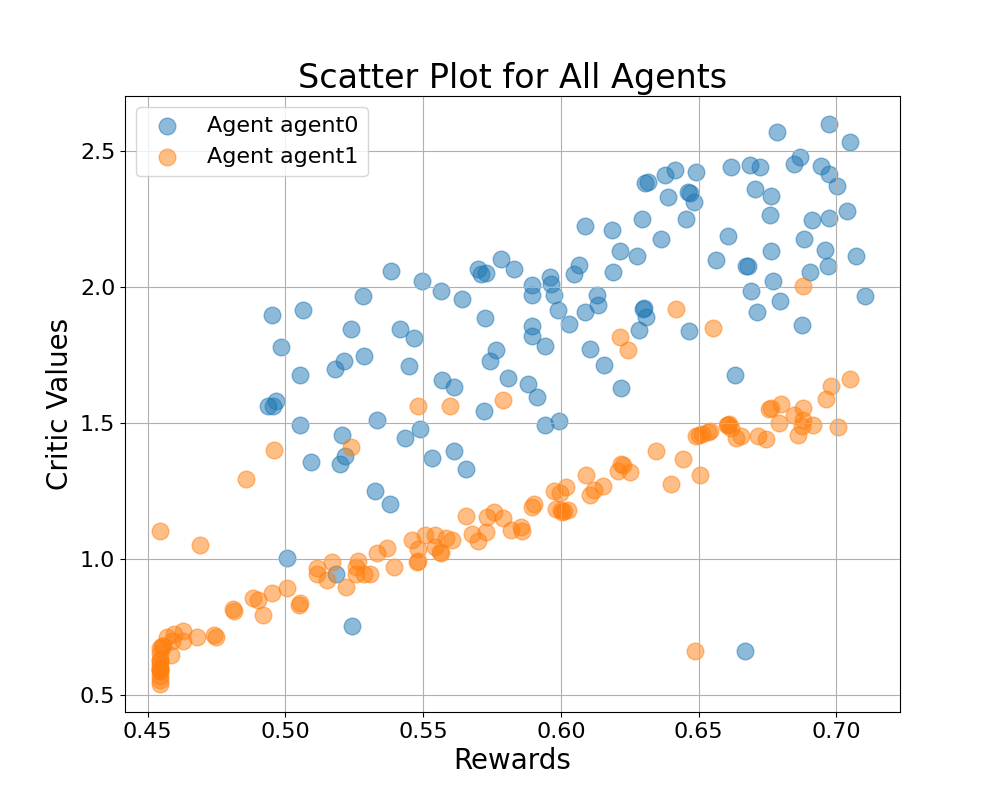 Scatter Plot for All Agents
Agent agent0
Agent agent1
Critic Values
2.5
2.0
1.5
1.0
0.5
0.45 0.50 0.55 0.60 0.65 0.70
Rewards